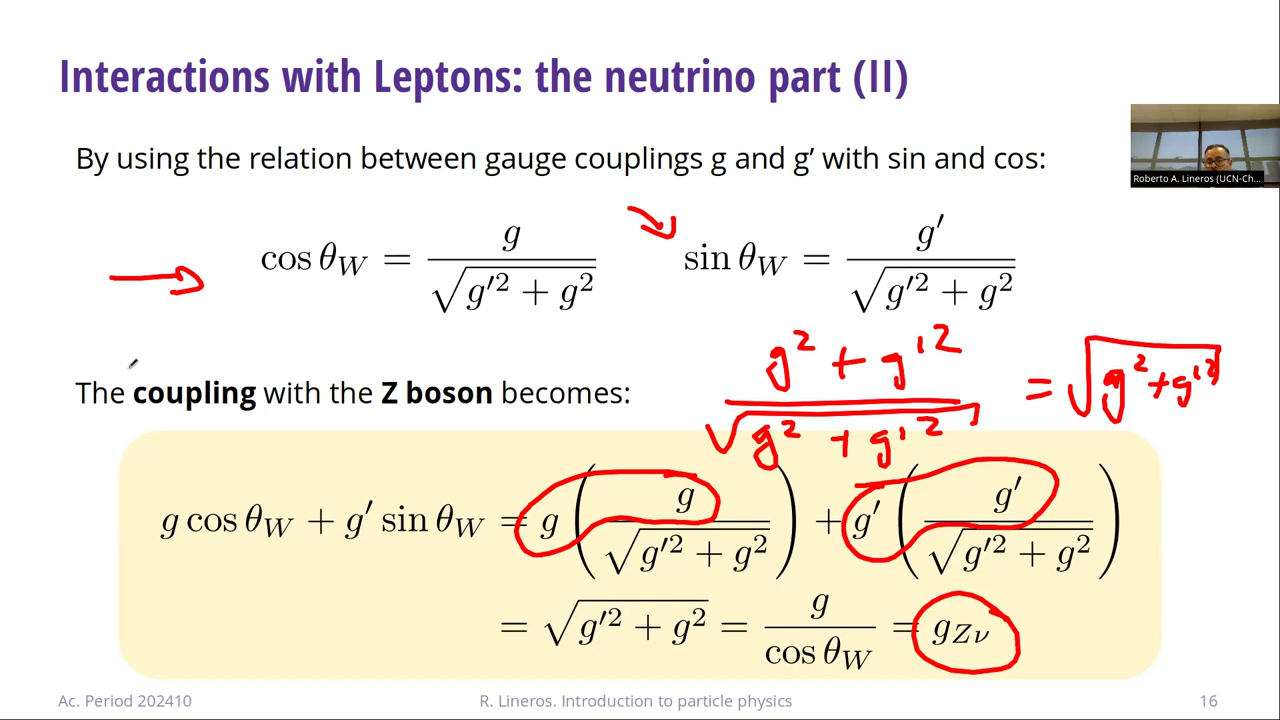 Interactions with Leptons: the neutrino part (II)
By using the relation between gauge couplings g and g′ with sin and cos:
Roberto A. Lineros (UCN-Ch...
cos θ_W = g / √(g′² + g²)    sin θ_W = g′ / √(g′² + g²)
g² + g′² / √(g² + g′²) = √(g² + g′²)
The coupling with the Z boson becomes:
g cos θ_W + g′ sin θ_W = g ( g / √(g′² + g²) ) + g′ ( g′ / √(g′² + g²) )
= √(g′² + g²) = g / cos θ_W = g_Zν
Ac. Period 202410    R. Lineros. Introduction to particle physics    16